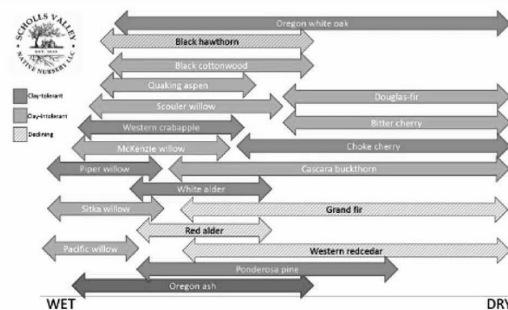 SCHOLLS VALLEY
NATIVE NURSERY LLC
Clay-tolerant
Clay-intolerant
Declining
Oregon white oak
Black hawthorn
Black cottonwood
Quaking aspen
Douglas-fir
Scouler willow
Bitter cherry
Western crabapple
Choke cherry
McKenzie willow
Piper willow
Cascara buckthorn
White alder
Sitka willow
Grand fir
Red alder
Pacific willow
Western redcedar
Ponderosa pine
Oregon ash
WET
DRY